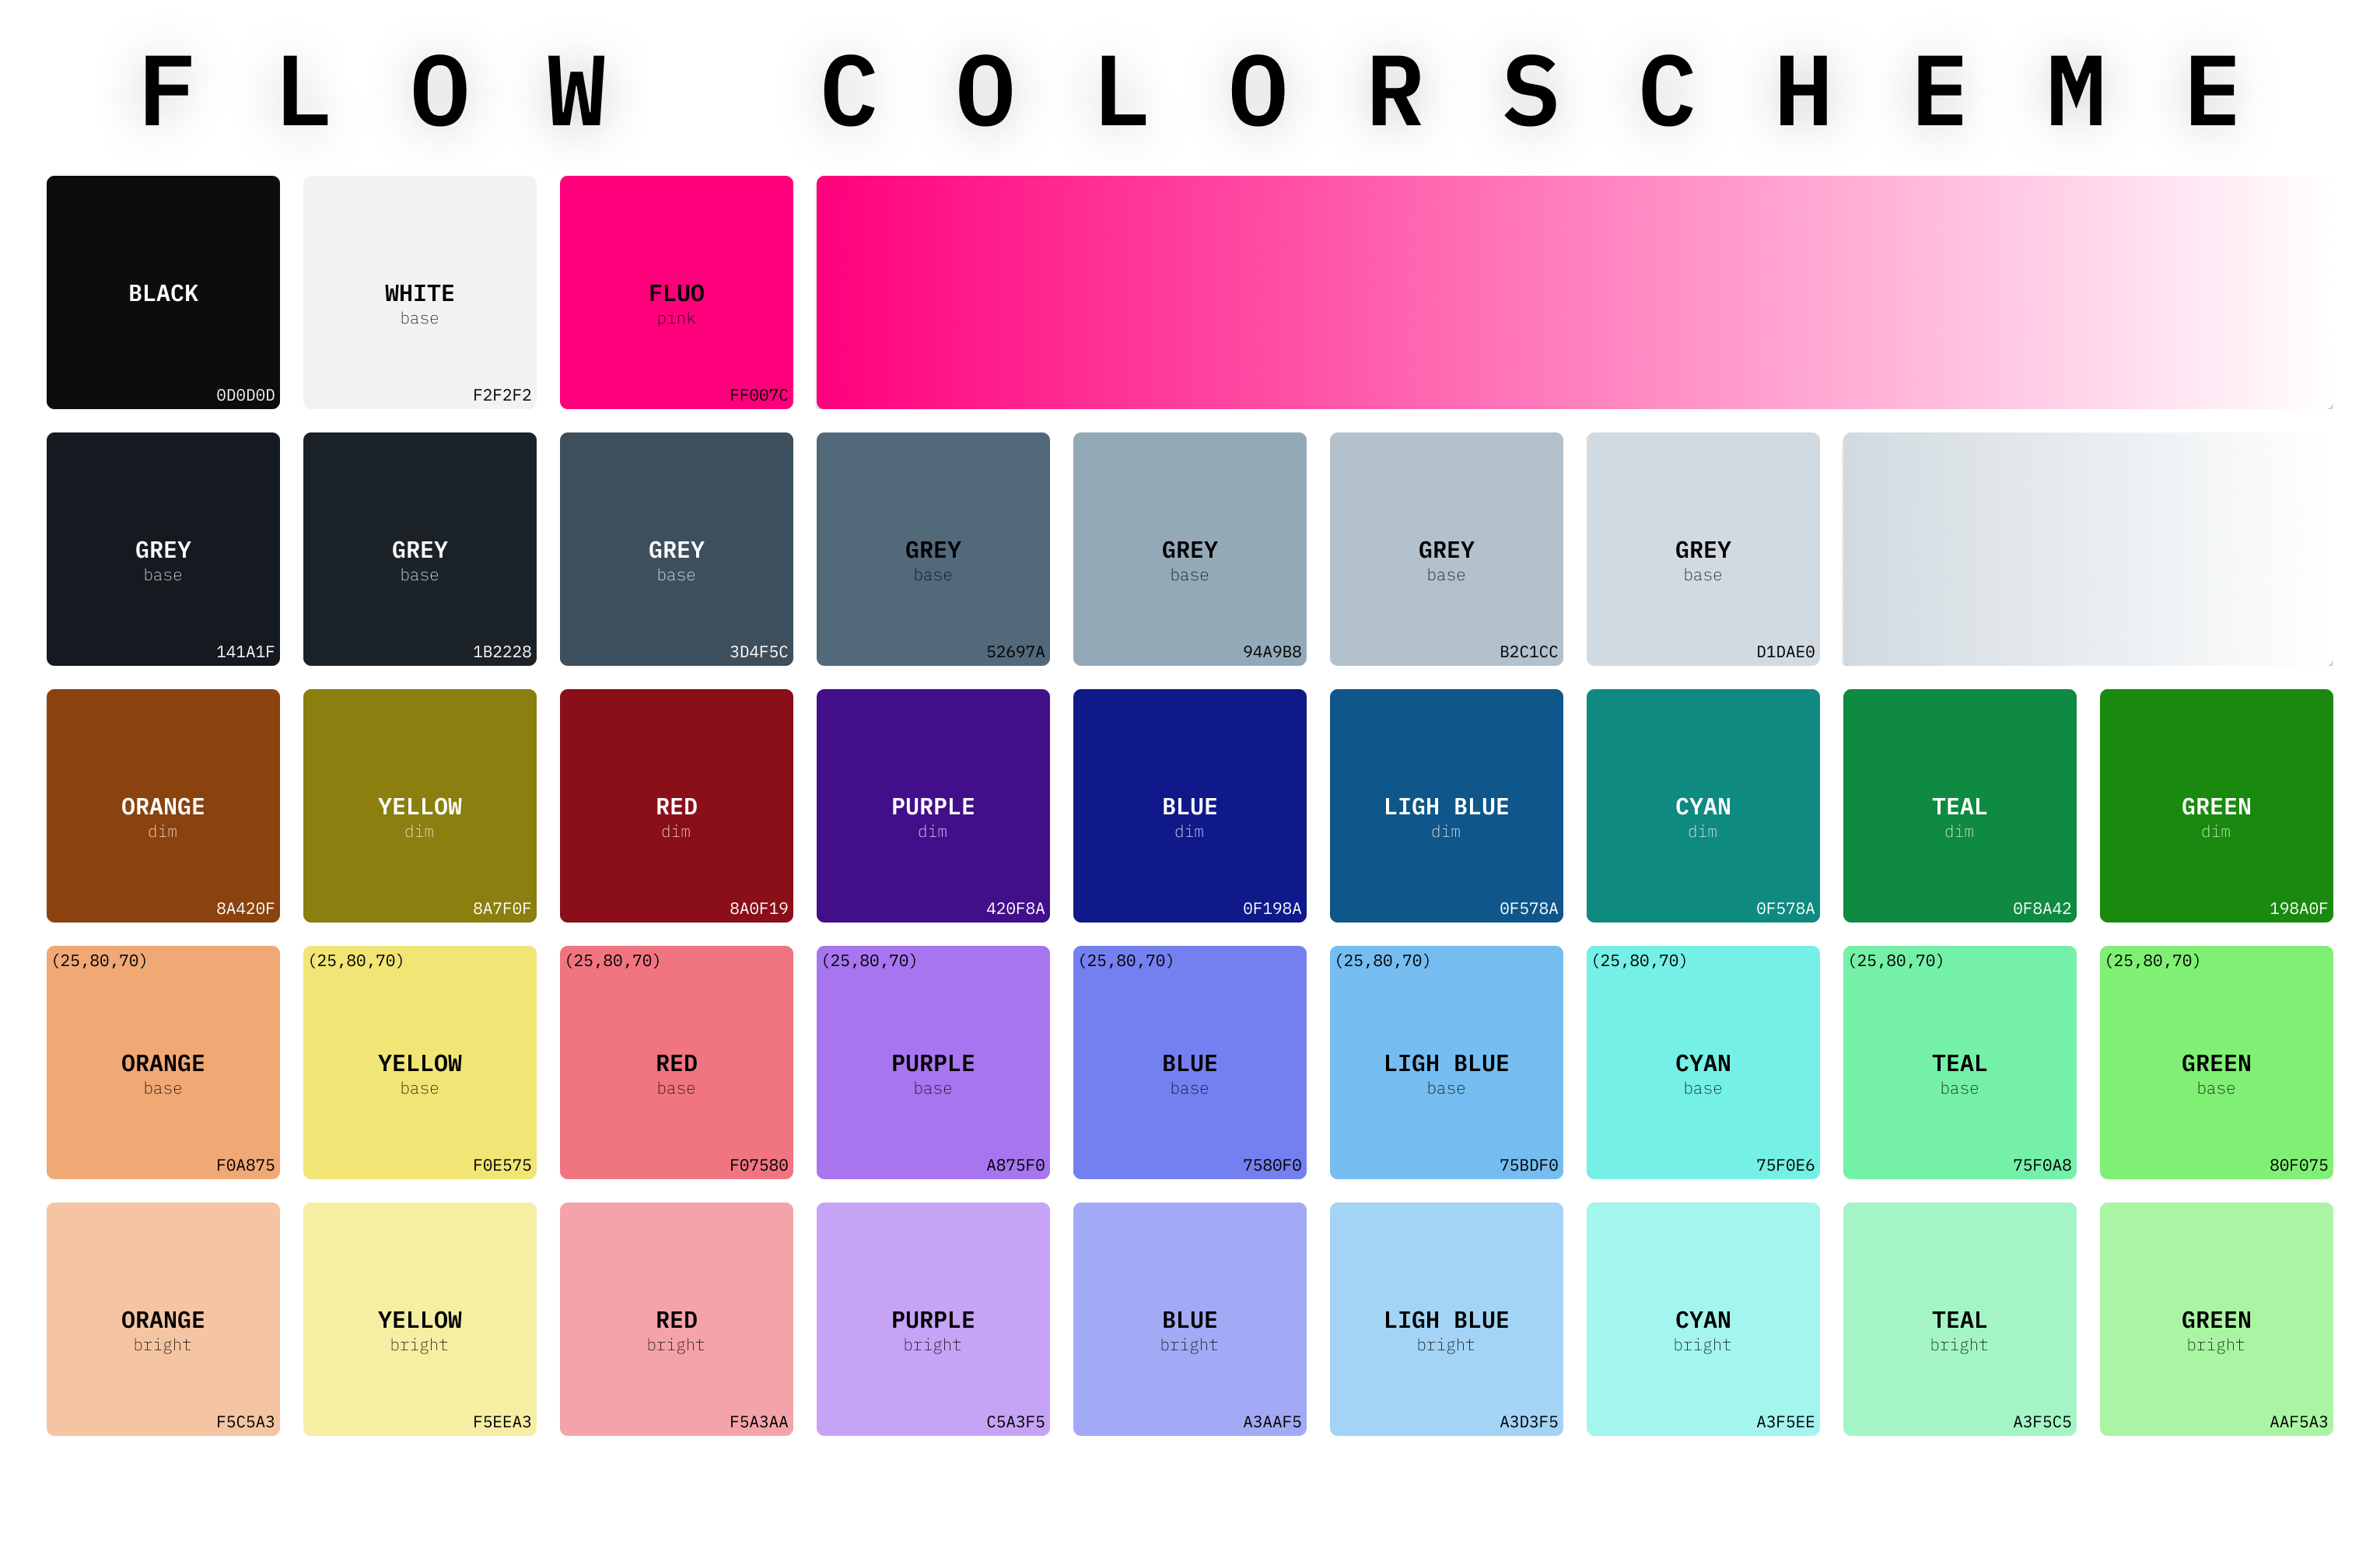 FLOW COLORSCHEME
BLACK
0D0D0D
WHITE
base
F2F2F2
FLUO
pink
FF007C
GREY
base
141A1F
GREY
base
1B2228
GREY
base
3D4F5C
GREY
base
52697A
GREY
base
94A9B8
GREY
base
B2C1CC
GREY
base
D1DAE0
ORANGE
dim
8A420F
YELLOW
dim
8A7F0F
RED
dim
8A0F19
PURPLE
dim
420F8A
BLUE
dim
0F198A
LIGH BLUE
dim
0F578A
CYAN
dim
0F578A
TEAL
dim
0F8A42
GREEN
dim
198A0F
(25,80,70)
ORANGE
base
F0A875
(25,80,70)
YELLOW
base
F0E575
(25,80,70)
RED
base
F07580
(25,80,70)
PURPLE
base
A875F0
(25,80,70)
BLUE
base
7580F0
(25,80,70)
LIGH BLUE
base
75BDF0
(25,80,70)
CYAN
base
75F0E6
(25,80,70)
TEAL
base
75F0A8
(25,80,70)
GREEN
base
80F075
ORANGE
bright
F5C5A3
YELLOW
bright
F5EEA3
RED
bright
F5A3AA
PURPLE
bright
C5A3F5
BLUE
bright
A3AAF5
LIGH BLUE
bright
A3D3F5
CYAN
bright
A3F5EE
TEAL
bright
A3F5C5
GREEN
bright
AAF5A3